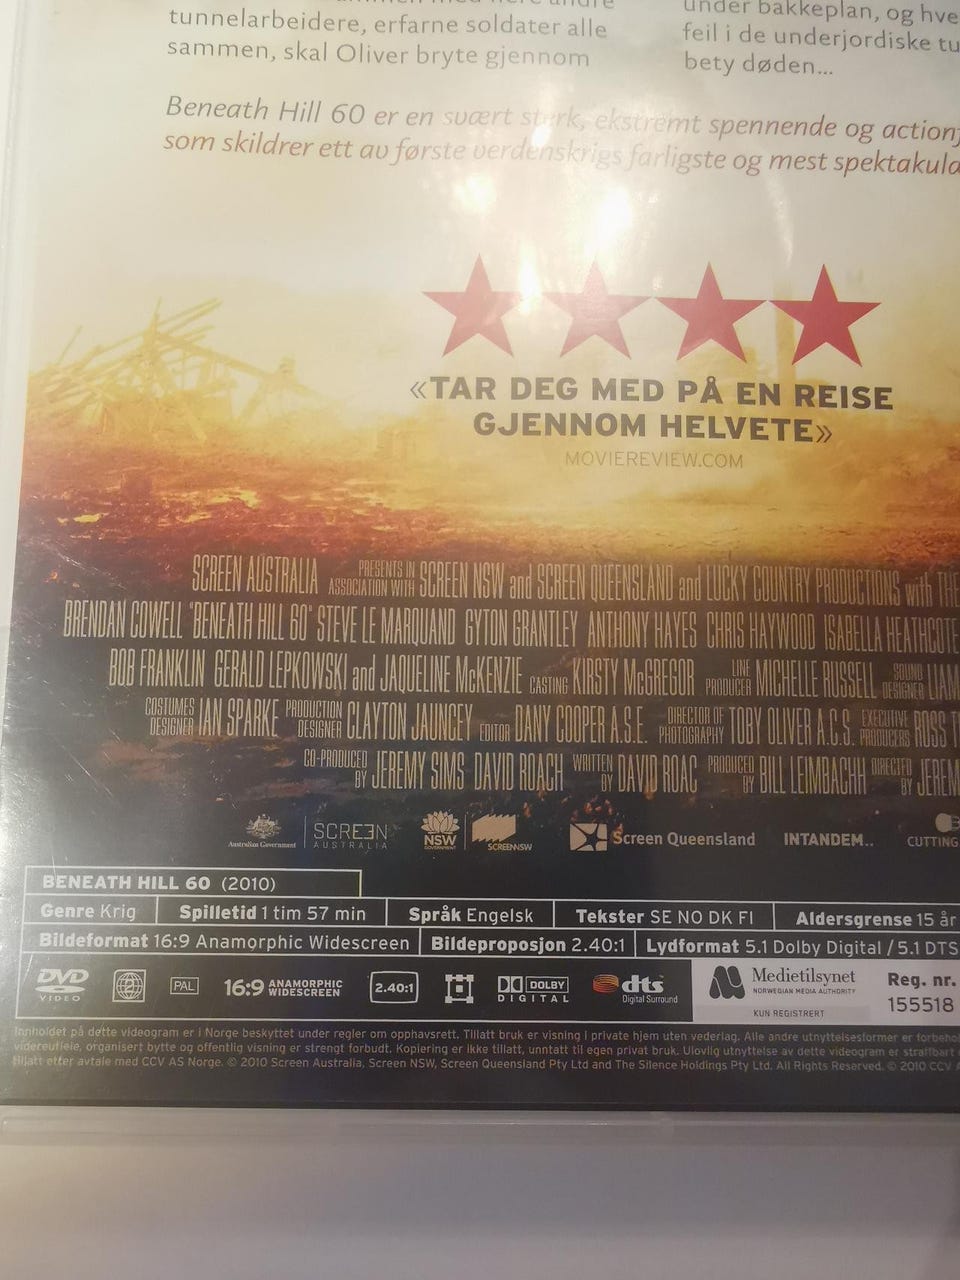 tunnelarbeidere, erfarne soldater alle
sammen, skal Oliver bryte gjennom
under bakkeplan, og hve
feil i de underjordiske tu
bety døden...
Beneath Hill 60 er en svært sterk, ekstremt spennende og action
som skildrer ett av første verdenskrigs farligste og mest spektakula
«TAR DEG MED PÅ EN REISE
GJENNOM HELVETE»
MOVIEREVIEW.COM
SCREEN AUSTRALIA PRESENTS IN ASSOCIATION WITH SCREEN NSW and SCREEN QUEENSLAND and LUCKY COUNTRY PRODUCTIONS with THE
BRENDAN COWELL "BENEATH HILL 60" STEVE LE MARQUAND GYTON GRANTLEY ANTHONY HAYES CHRIS HAYWOOD ISABELLA HEATHCOTE
BOB FRANKLIN GERALD LEPKOWSKI and JAQUELINE McKENZIE CASTING KIRSTY McGREGOR LINE PRODUCER MICHELLE RUSSELL SOUND DESIGNER LIAM
COSTUMES DESIGNER IAN SPARKE PRODUCTION DESIGNER CLAYTON JAUNCEY EDITOR DANY COOPER A.S.E. DIRECTOR OF PHOTOGRAPHY TOBY OLIVER A.C.S. EXECUTIVE PRODUCERS ROSS T
CO-PRODUCED BY JEREMY SIMS DAVID ROACH WRITTEN BY DAVID ROAC PRODUCED BY BILL LEIMBACHH DIRECTED BY JEREM
Australian Government SCREEN AUSTRALIA NSW GOVERNMENT SCREENNSW Screen Queensland INTANDEM.. CUTTING
BENEATH HILL 60 (2010)
Genre Krig Spilletid 1 tim 57 min Språk Engelsk Tekster SE NO DK FI Aldersgrense 15 år
Bildeformat 16:9 Anamorphic Widescreen Bildeproposjon 2.40:1 Lydformat 5.1 Dolby Digital / 5.1 DTS
DVD VIDEO 2 PAL 16:9 ANAMORPHIC WIDESCREEN 2.40:1 DOLBY DIGITAL dts Digital Surround
Medietilsynet
NORWEGIAN MEDIA AUTHORITY
KUN REGISTRERT
Reg. nr.
155518
Innholdet på dette videogram er i Norge beskyttet under regler om opphavsrett. Tillatt bruk er visning i private hjem uten vederlag. Alle andre utnyttelsesformer er forbeho
videreutleie, organisert bytte og offentlig visning er strengt forbudt. Kopiering er ikke tillatt, unntatt til egen privat bruk. Ulovlig utnyttelse av dette videogram er straffbart
tillatt etter avtale med CCV AS Norge. © 2010 Screen Australia, Screen NSW, Screen Queensland Pty Ltd and The Silence Holdings Pty Ltd. All Rights Reserved. © 2010 CCV